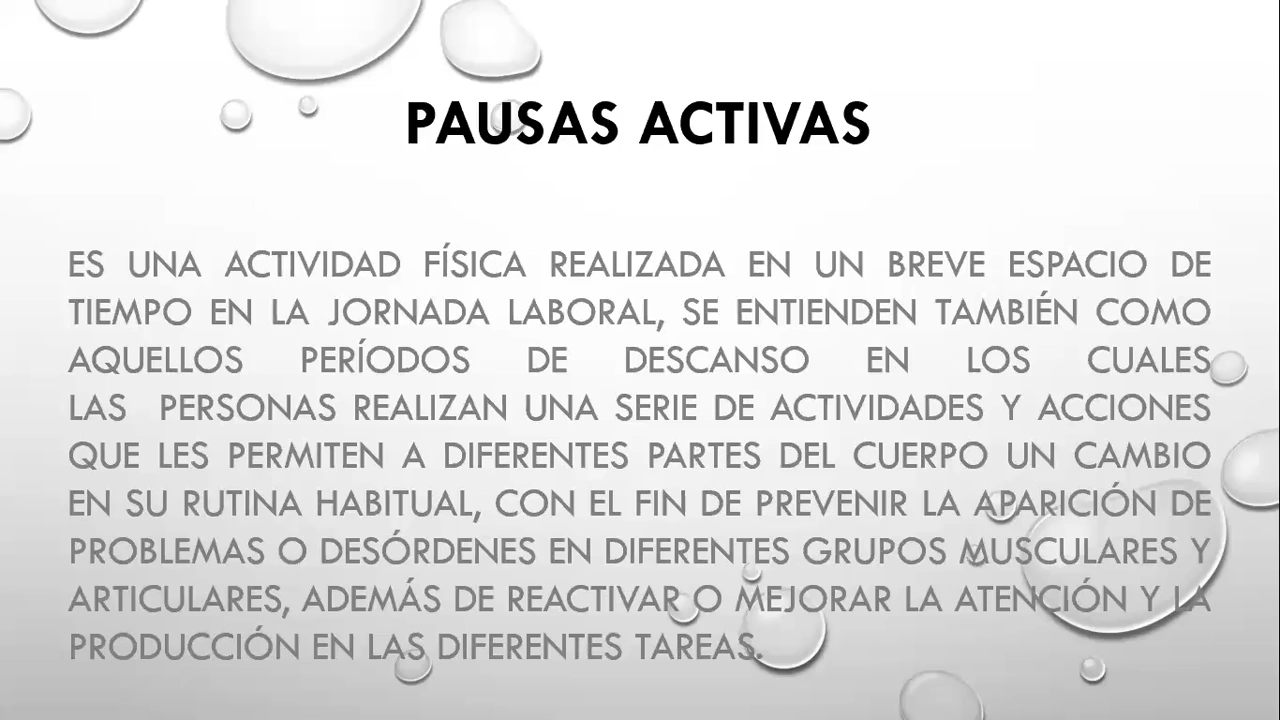 PAUSAS ACTIVAS
ES UNA ACTIVIDAD FÍSICA REALIZADA EN UN BREVE ESPACIO DE
TIEMPO EN LA JORNADA LABORAL, SE ENTIENDEN TAMBIÉN COMO
AQUELLOS PERÍODOS DE DESCANSO EN LOS CUALES
LAS PERSONAS REALIZAN UNA SERIE DE ACTIVIDADES Y ACCIONES
QUE LES PERMITEN A DIFERENTES PARTES DEL CUERPO UN CAMBIO
EN SU RUTINA HABITUAL, CON EL FIN DE PREVENIR LA APARICIÓN DE
PROBLEMAS O DESÓRDENES EN DIFERENTES GRUPOS MUSCULARES Y
ARTICULARES, ADEMÁS DE REACTIVAR O MEJORAR LA ATENCIÓN Y LA
PRODUCCIÓN EN LAS DIFERENTES TAREAS.